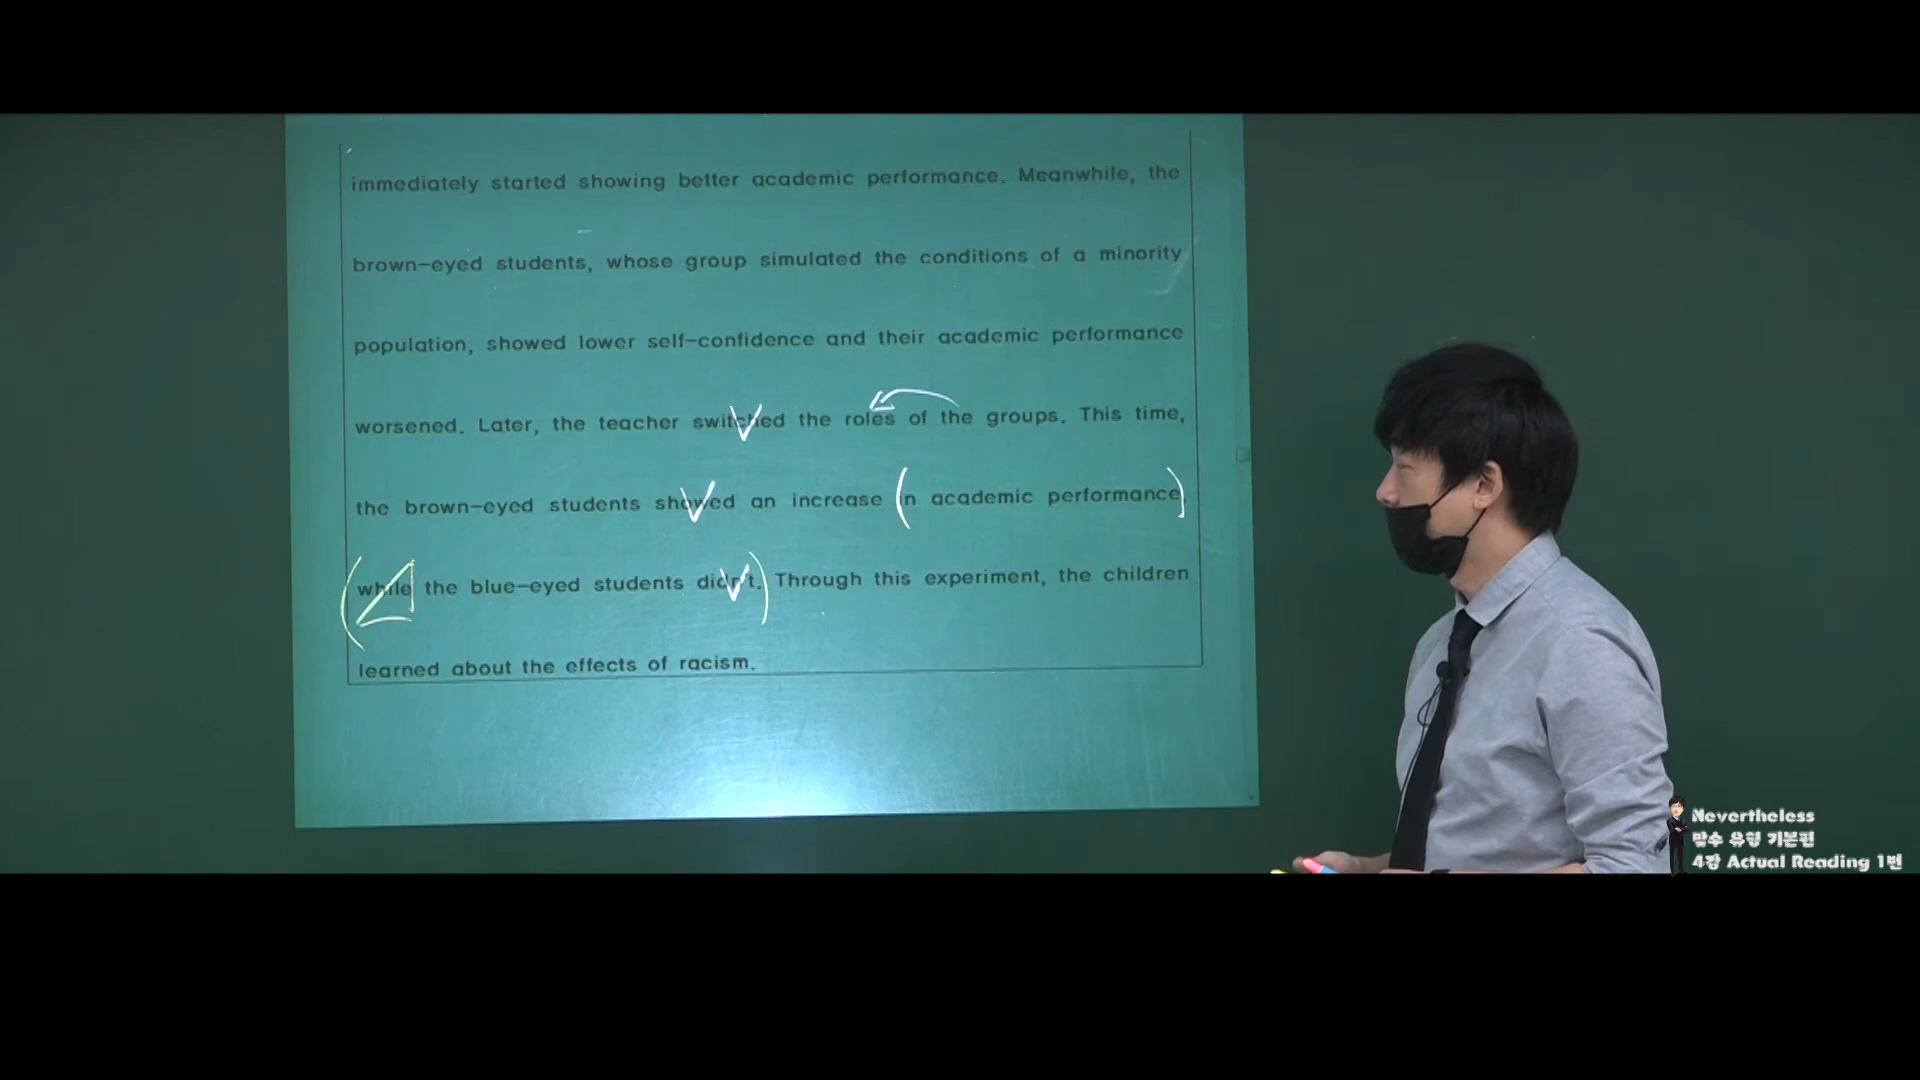 immediately started showing better academic performance. Meanwhile, the
brown-eyed students, whose group simulated the conditions of a minority
population, showed lower self-confidence and their academic performance
worsened. Later, the teacher switched the roles of the groups. This time,
the brown-eyed students showed an increase in academic performance,
while the blue-eyed students didn't. Through this experiment, the children
learned about the effects of racism.
Nevertheless
맘수 유형 기본편
4강 Actual Reading 1번